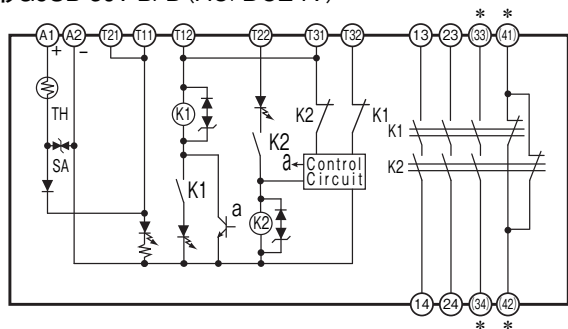 * *
A1 A2 T21 T11 T12 T22 T31 T32 13 23 (33) (41)
+ −
TH
SA
K1
K2
K1
K2
K1
a
Control
Circuit
K1
K2
a
K2
14 24 (34) (42)
* *